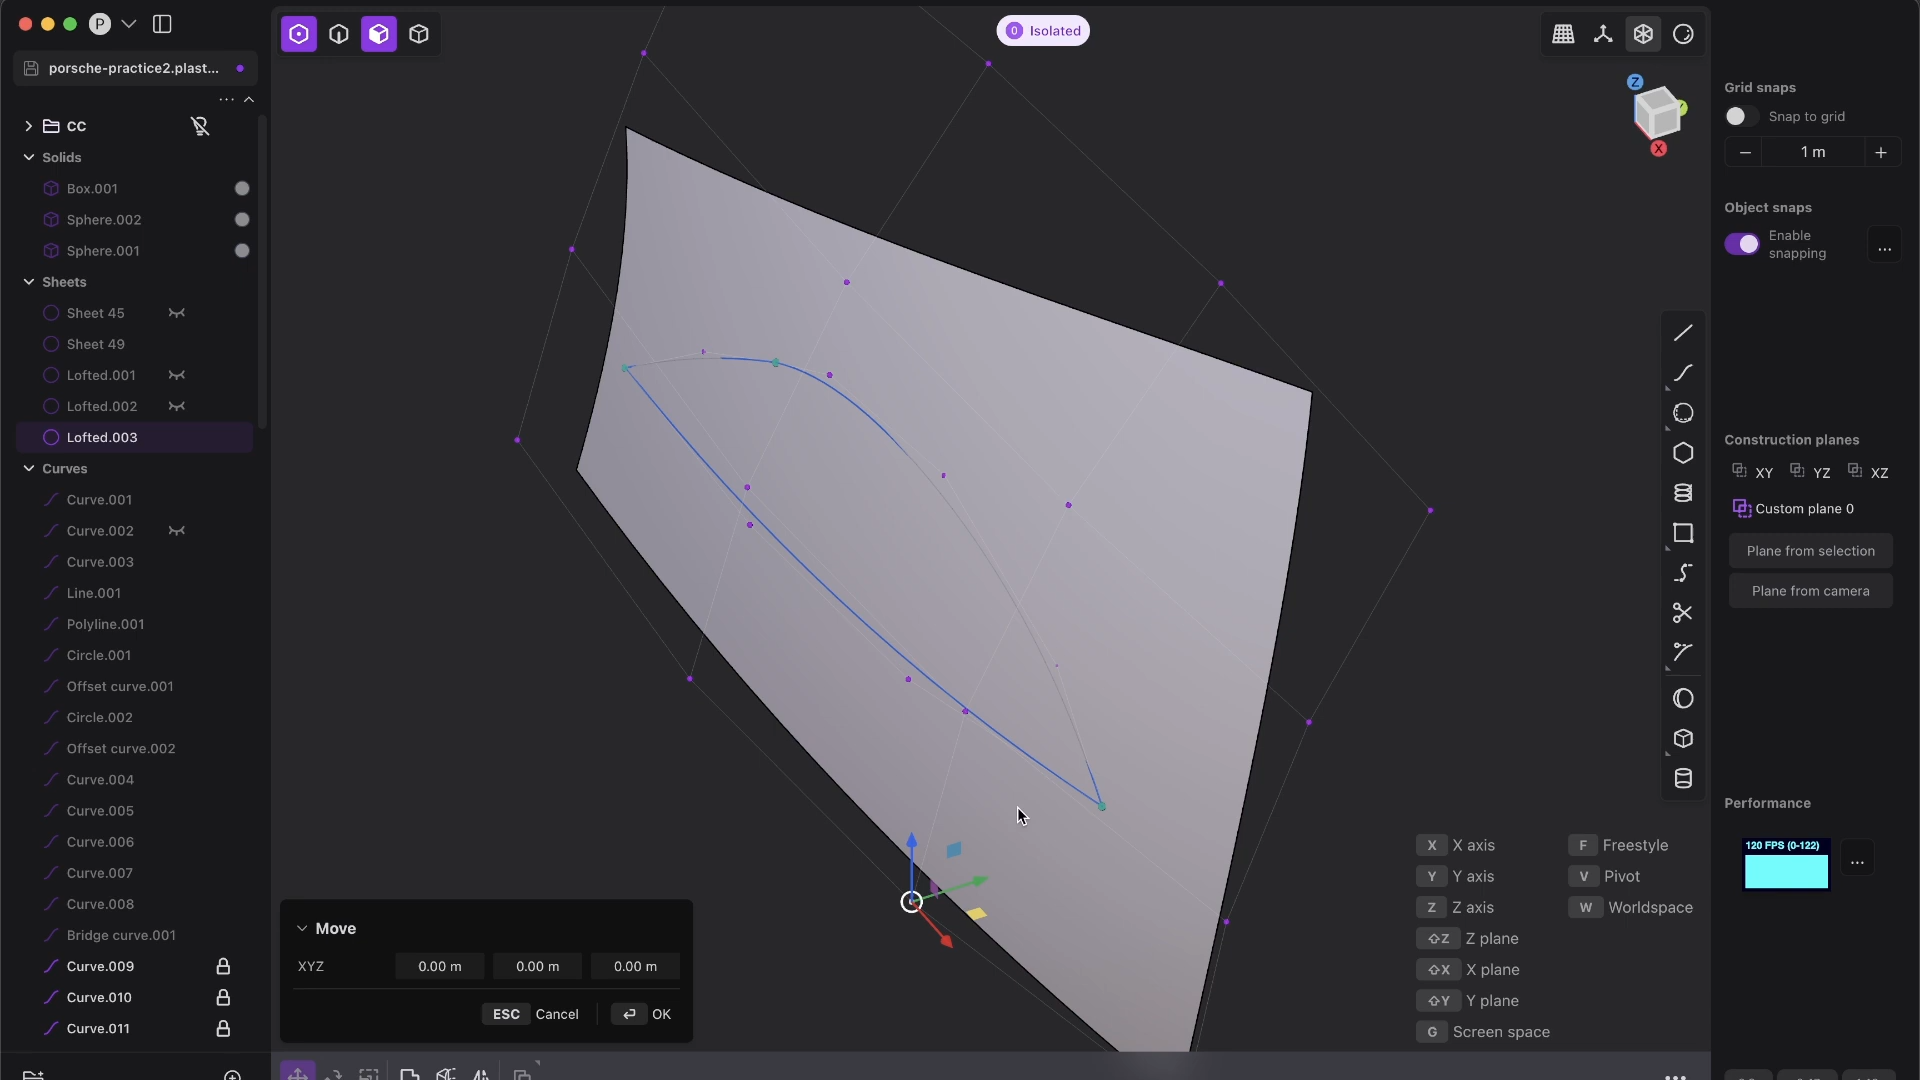 P
porsche-practice2.plast...
CC
Solids
Box.001
Sphere.002
Sphere.001
Sheets
Sheet 45
Sheet 49
Lofted.001
Lofted.002
Lofted.003
Curves
Curve.001
Curve.002
Curve.003
Line.001
Polyline.001
Circle.001
Offset curve.001
Circle.002
Offset curve.002
Curve.004
Curve.005
Curve.006
Curve.007
Curve.008
Bridge curve.001
Curve.009
Curve.010
Curve.011
0 Isolated
Z
X
Move
XYZ 0.00 m 0.00 m 0.00 m
ESC Cancel OK
X X axis
Y Y axis
Z Z axis
⇧Z Z plane
⇧X X plane
⇧Y Y plane
G Screen space
F Freestyle
V Pivot
W Worldspace
Grid snaps
Snap to grid
− 1 m +
Object snaps
Enable snapping
...
Construction planes
XY YZ XZ
Custom plane 0
Plane from selection
Plane from camera
Performance
120 FPS (0-122)
...